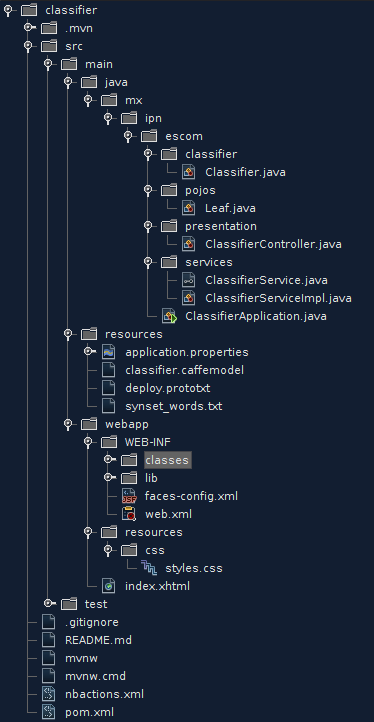 classifier
.mvn
src
main
java
mx
ipn
escom
classifier
Classifier.java
pojos
Leaf.java
presentation
ClassifierController.java
services
ClassifierService.java
ClassifierServiceImpl.java
ClassifierApplication.java
resources
application.properties
classifier.caffemodel
deploy.prototxt
synset_words.txt
webapp
WEB-INF
classes
lib
faces-config.xml
web.xml
resources
css
styles.css
index.xhtml
test
.gitignore
README.md
mvnw
mvnw.cmd
nbactions.xml
pom.xml